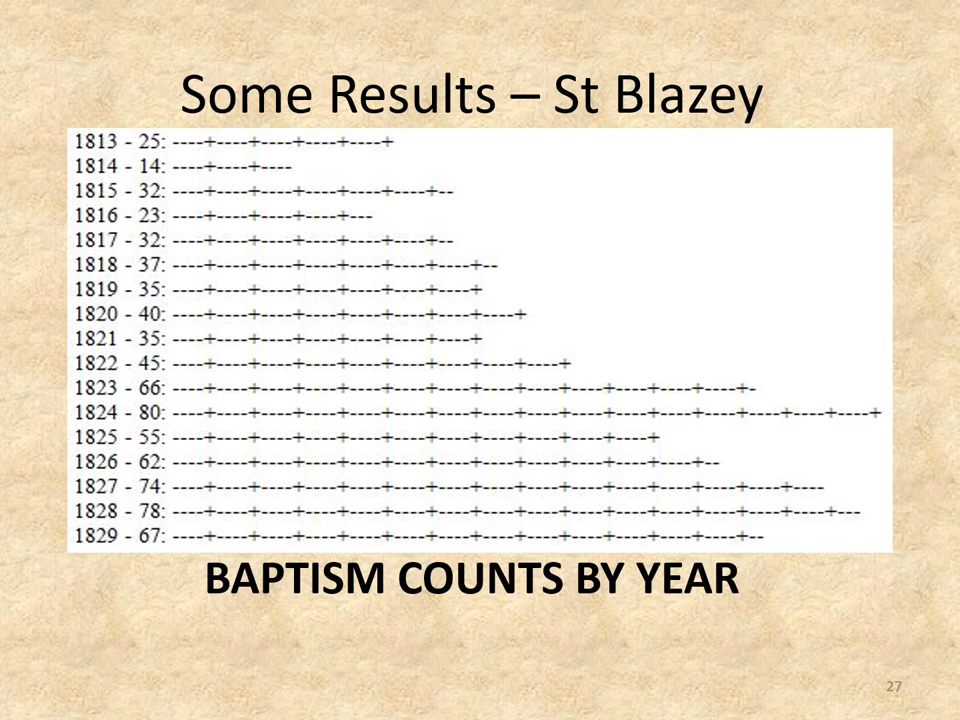 Some Results – St Blazey
1813 - 25: ----+----+----+----+----+
1814 - 14: ----+----+----
1815 - 32: ----+----+----+----+----+----+--
1816 - 23: ----+----+----+----+---
1817 - 32: ----+----+----+----+----+----+--
1818 - 37: ----+----+----+----+----+----+----+--
1819 - 35: ----+----+----+----+----+----+----+
1820 - 40: ----+----+----+----+----+----+----+----+
1821 - 35: ----+----+----+----+----+----+----+
1822 - 45: ----+----+----+----+----+----+----+----+----+
1823 - 66: ----+----+----+----+----+----+----+----+----+----+----+----+----+-
1824 - 80: ----+----+----+----+----+----+----+----+----+----+----+----+----+----+----+----+
1825 - 55: ----+----+----+----+----+----+----+----+----+----+----+
1826 - 62: ----+----+----+----+----+----+----+----+----+----+----+----+--
1827 - 74: ----+----+----+----+----+----+----+----+----+----+----+----+----+----+----
1828 - 78: ----+----+----+----+----+----+----+----+----+----+----+----+----+----+----+---
1829 - 67: ----+----+----+----+----+----+----+----+----+----+----+----+----+--
BAPTISM COUNTS BY YEAR
27